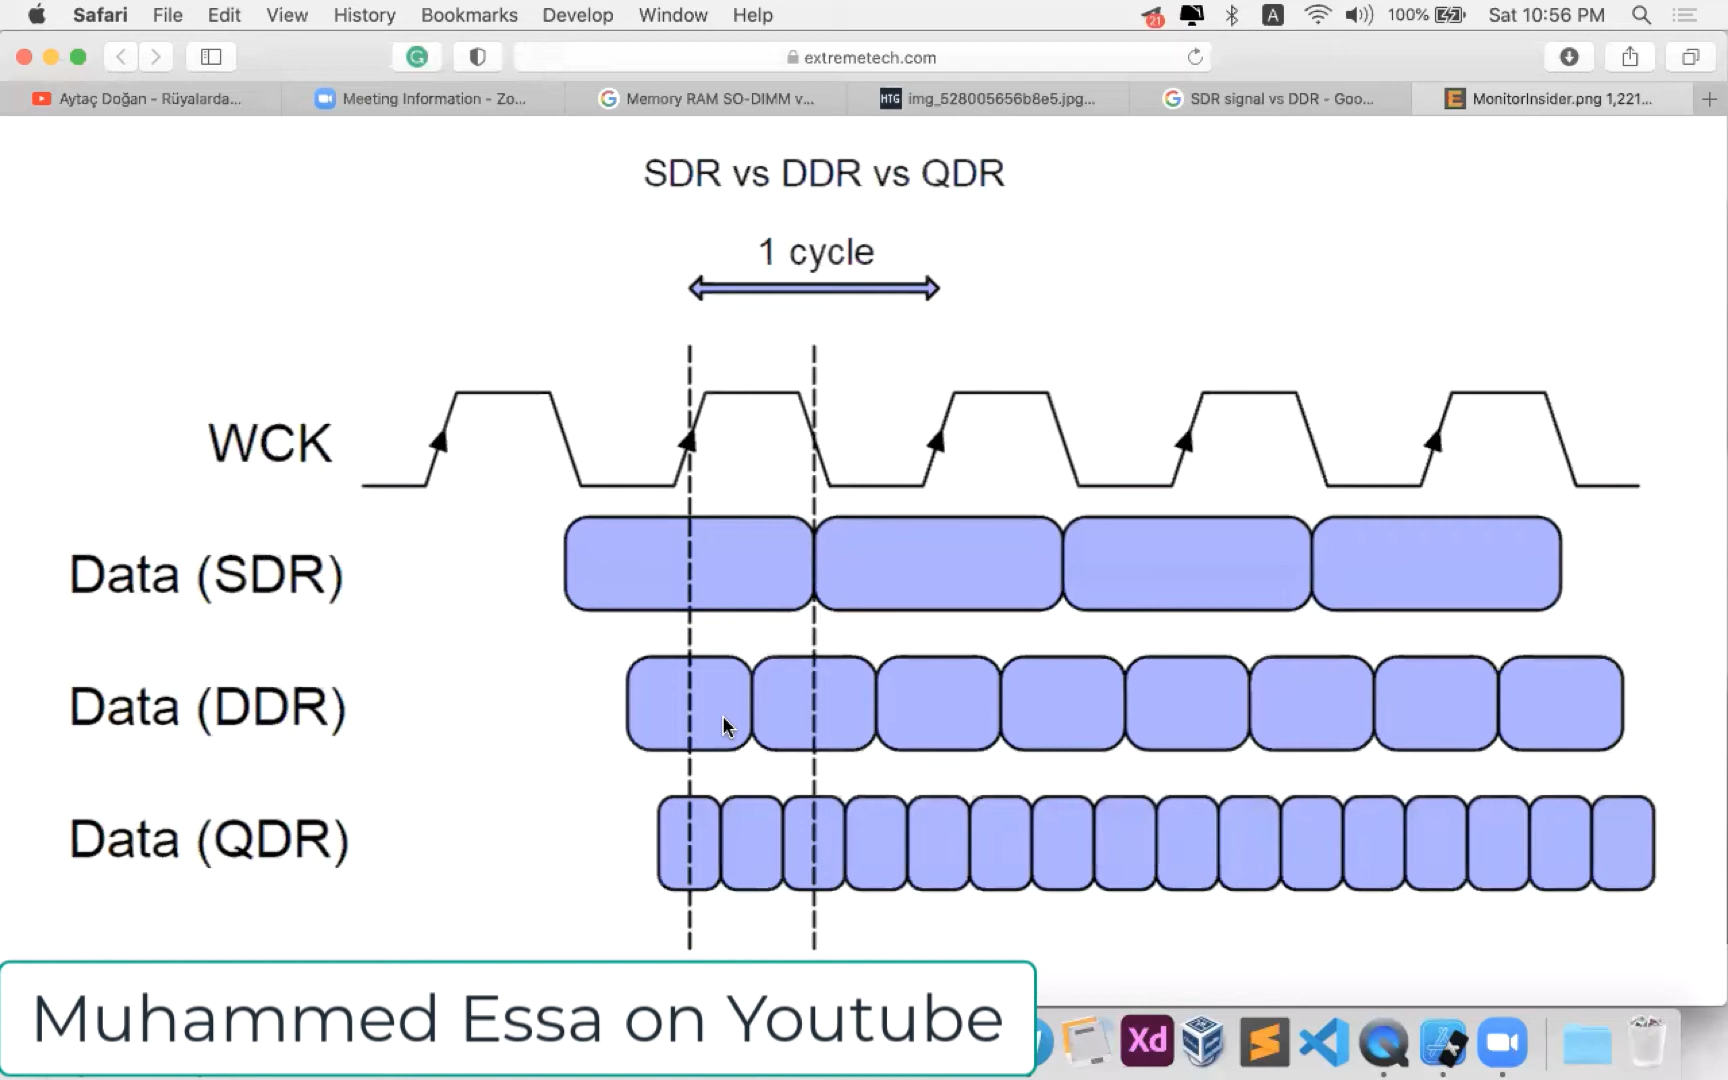 Safari File Edit View History Bookmarks Develop Window Help 21 A 100% Sat 10:56 PM
extremetech.com
Aytaç Doğan - Rüyalarda... Meeting Information - Zo... Memory RAM SO-DIMM v... HTG img_528005656b8e5.jpg... SDR signal vs DDR - Goo... MonitorInsider.png 1,221...
SDR vs DDR vs QDR
1 cycle
WCK
Data (SDR)
Data (DDR)
Data (QDR)
Muhammed Essa on Youtube
Xd